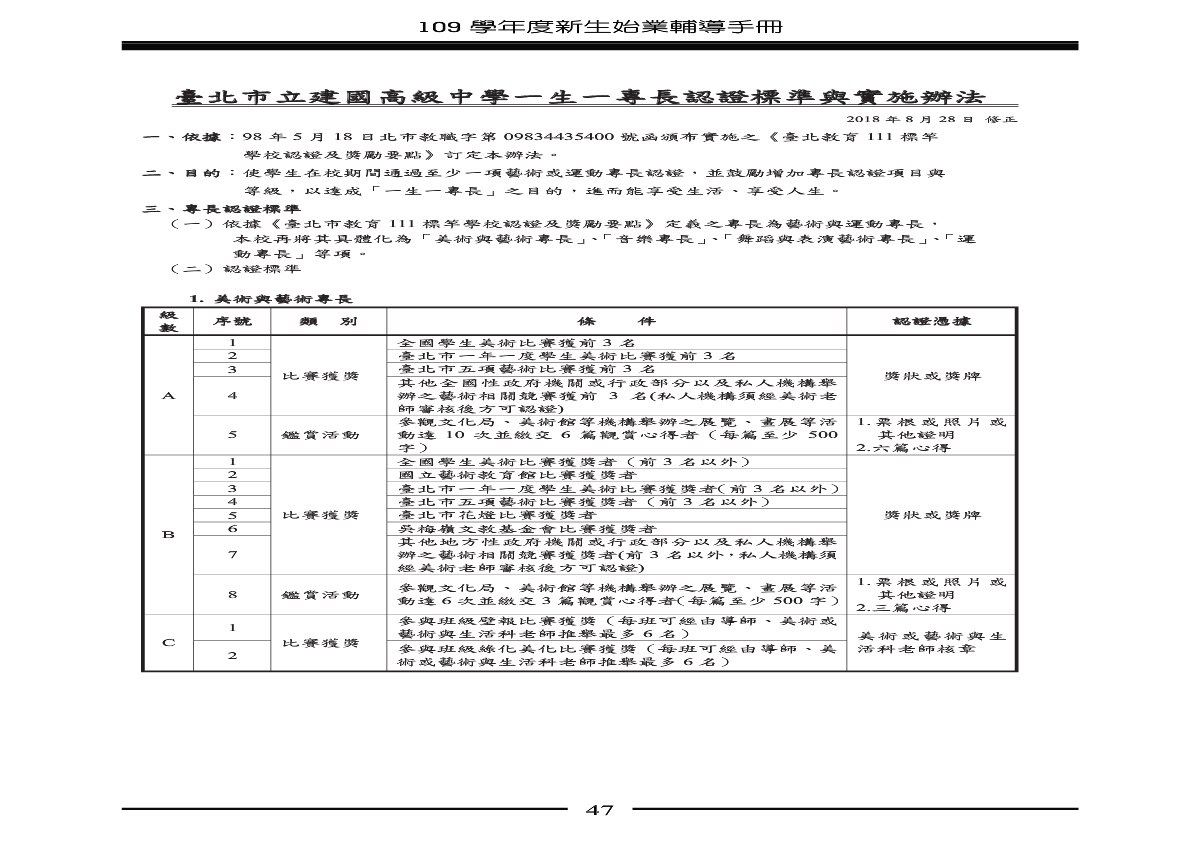 109 學年度新生始業輔導手冊
臺北市立建國高級中學一生一專長認證標準與實施辦法
2018 年 8 月 28 日 修正
一、依據：98 年 5 月 18 日北市教職字第 09834435400 號函頒布實施之《臺北教育 111 標竿
學校認證及獎勵要點》訂定本辦法。
二、目的：使學生在校期間通過至少一項藝術或運動專長認證，並鼓勵增加專長認證項目與
等級，以達成「一生一專長」之目的，進而能享受生活、享受人生。
三、專長認證標準
（一）依據《臺北市教育 111 標竿學校認證及獎勵要點》定義之專長為藝術與運動專長，
本校再將其具體化為「美術與藝術專長」、「音樂專長」、「舞蹈與表演藝術專長」、「運
動專長」等項。
（二）認證標準
1. 美術與藝術專長
級數 序號 類 別 條 件 認證憑據
A
1 比賽獲獎 全國學生美術比賽獲前 3 名 獎狀或獎牌
2 臺北市一年一度學生美術比賽獲前 3 名
3 臺北市五項藝術比賽獲前 3 名
4 其他全國性政府機關或行政部分以及私人機構舉
辦之藝術相關競賽獲前 3 名(私人機構須經美術老
師審核後方可認證)
5 鑑賞活動 參觀文化局、美術館等機構舉辦之展覽、畫展等活
動達 10 次並繳交 6 篇觀賞心得者（每篇至少 500
字）
1.票根或照片或
其他證明
2.六篇心得
B
1 比賽獲獎 全國學生美術比賽獲獎者（前 3 名以外） 獎狀或獎牌
2 國立藝術教育館比賽獲獎者
3 臺北市一年一度學生美術比賽獲獎者(前 3 名以外)
4 臺北市五項藝術比賽獲獎者（前 3 名以外）
5 臺北市花燈比賽獲獎者
6 吳梅嶺文教基金會比賽獲獎者
7 其他地方性政府機關或行政部分以及私人機構舉
辦之藝術相關競賽獲獎者(前 3 名以外，私人機構須
經美術老師審核後方可認證)
8 鑑賞活動 參觀文化局、美術館等機構舉辦之展覽、畫展等活
動達 6 次並繳交 3 篇觀賞心得者(每篇至少 500 字)
1.票根或照片或
其他證明
2.三篇心得
C
1 比賽獲獎 參與班級壁報比賽獲獎（每班可經由導師、美術或
藝術與生活科老師推舉最多 6 名）
2 參與班級綠化美化比賽獲獎（每班可經由導師、美
術或藝術與生活科老師推舉最多 6 名）
美術或藝術與生
活科老師核章
47